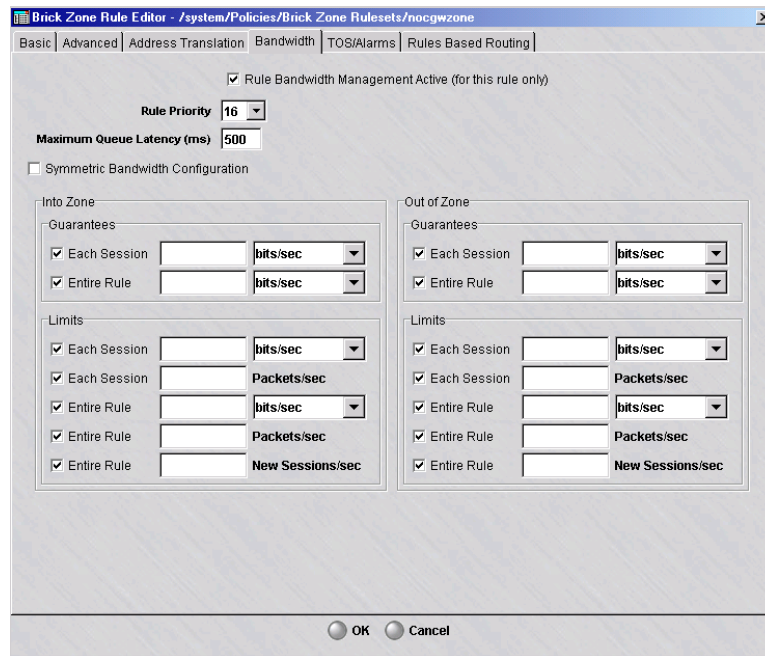 Brick Zone Rule Editor - /system/Policies/Brick Zone Rulesets/nocgwzone
Basic Advanced Address Translation Bandwidth TOS/Alarms Rules Based Routing
Rule Bandwidth Management Active (for this rule only)
Rule Priority 16
Maximum Queue Latency (ms) 500
Symmetric Bandwidth Configuration
Into Zone
Guarantees
Each Session bits/sec
Entire Rule bits/sec
Limits
Each Session bits/sec
Each Session Packets/sec
Entire Rule bits/sec
Entire Rule Packets/sec
Entire Rule New Sessions/sec
Out of Zone
Guarantees
Each Session bits/sec
Entire Rule bits/sec
Limits
Each Session bits/sec
Each Session Packets/sec
Entire Rule bits/sec
Entire Rule Packets/sec
Entire Rule New Sessions/sec
OK Cancel